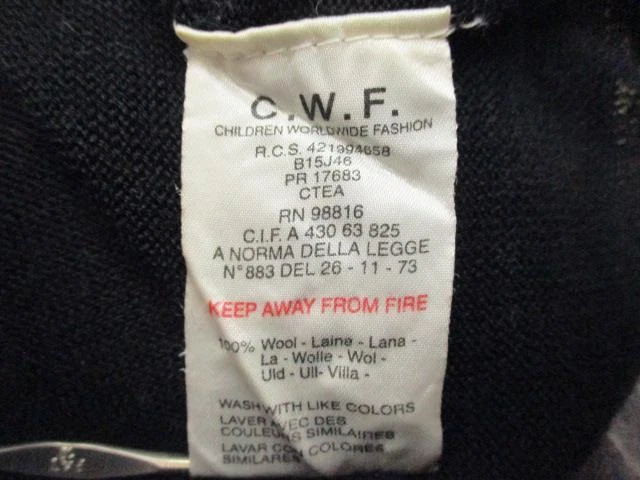 C.W.F.
CHILDREN WORLDWIDE FASHION
R.C.S. 421994658
B15J46
PR 17683
CTEA
RN 98816
C.I.F. A 430 63 825
A NORMA DELLA LEGGE
N°883 DEL 26 - 11 - 73
KEEP AWAY FROM FIRE
100% Wool - Laine - Lana -
La - Wolle - Wol -
Uld - Ull- Villa -
WASH WITH LIKE COLORS
LAVER AVEC DES
COULEURS SIMILAIRES
LAVAR CON COLORES
SIMILARES